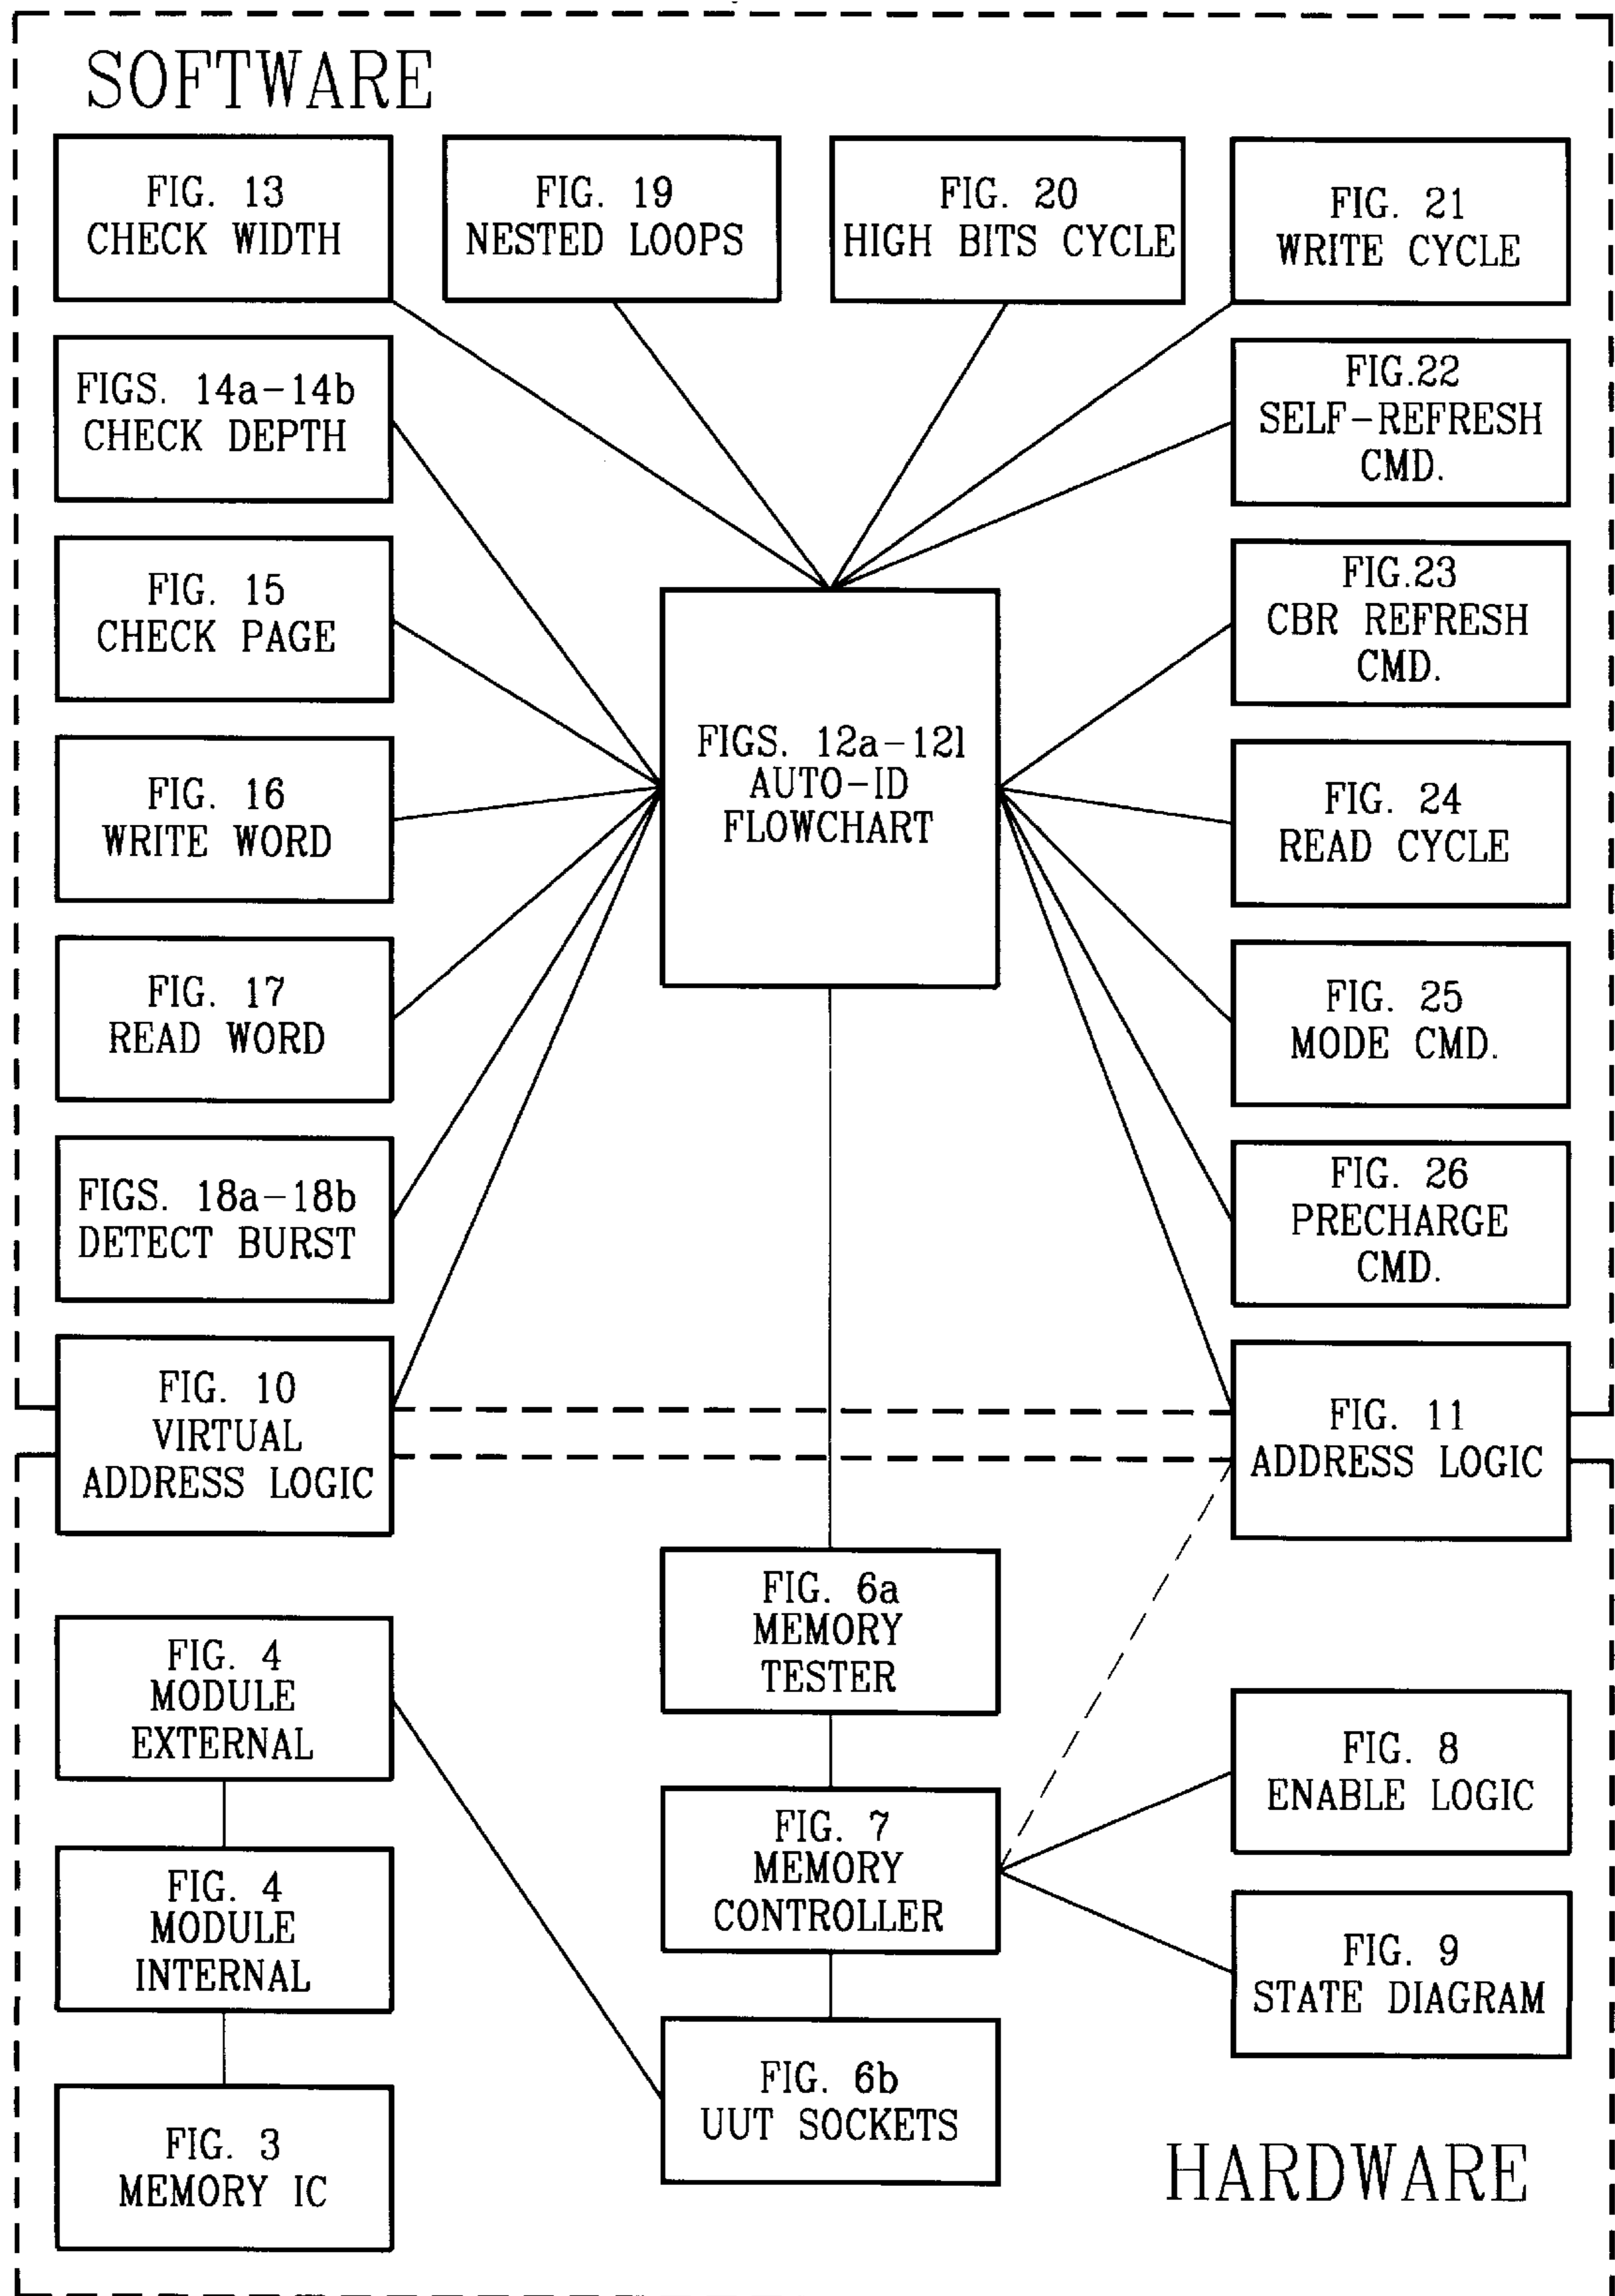 SOFTWARE
FIG. 13
CHECK WIDTH
FIG. 19
NESTED LOOPS
FIG. 20
HIGH BITS CYCLE
FIG. 21
WRITE CYCLE
FIGS. 14a-14b
CHECK DEPTH
FIG.22
SELF-REFRESH
CMD.
FIG. 15
CHECK PAGE
FIG.23
CBR REFRESH
CMD.
FIGS. 12a-12l
AUTO-ID
FLOWCHART
FIG. 16
WRITE WORD
FIG. 24
READ CYCLE
FIG. 17
READ WORD
FIG. 25
MODE CMD.
FIGS. 18a-18b
DETECT BURST
FIG. 26
PRECHARGE
CMD.
FIG. 10
VIRTUAL
ADDRESS LOGIC
FIG. 11
ADDRESS LOGIC
FIG. 6a
MEMORY
TESTER
FIG. 4
MODULE
EXTERNAL
FIG. 8
ENABLE LOGIC
FIG. 7
MEMORY
CONTROLLER
FIG. 4
MODULE
INTERNAL
FIG. 9
STATE DIAGRAM
FIG. 6b
UUT SOCKETS
FIG. 3
MEMORY IC
HARDWARE